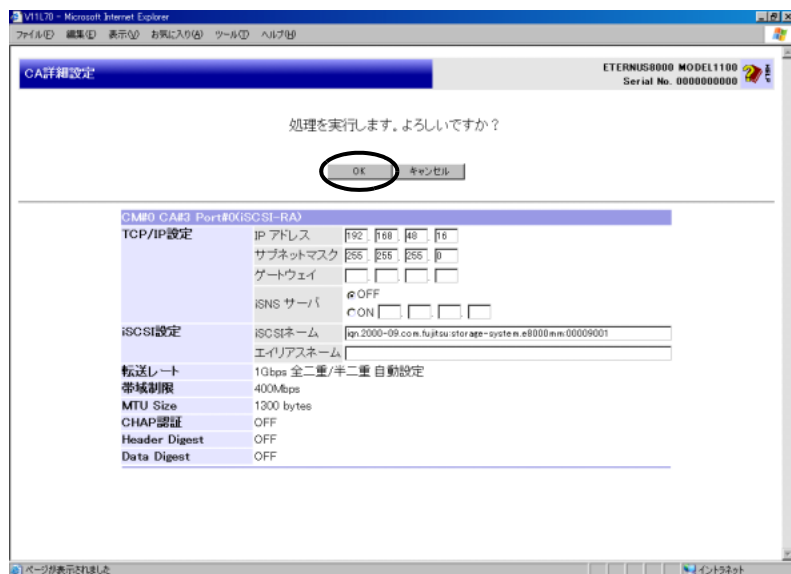 V11L70 - Microsoft Internet Explorer
ファイル(F) 編集(E) 表示(V) お気に入り(A) ツール(T) ヘルプ(H)
CA詳細設定
ETERNUS8000 MODEL1100
Serial No. 0000000000
処理を実行します。よろしいですか？
OK キャンセル
CM#0 CA#3 Port#0(iSCSI-RA)
TCP/IP設定 IP アドレス 192 . 168 . 48 . 16
サブネットマスク 255 . 255 . 255 . 0
ゲートウェイ . . .
iSNS サーバ OFF
ON . . .
iSCSI設定 iSCSIネーム iqn.2000-09.com.fujitsu:storage-system.e8000mm:00009001
エイリアスネーム
転送レート 1Gbps 全二重/半二重 自動設定
帯域制限 400Mbps
MTU Size 1300 bytes
CHAP認証 OFF
Header Digest OFF
Data Digest OFF
ページが表示されました イントラネット